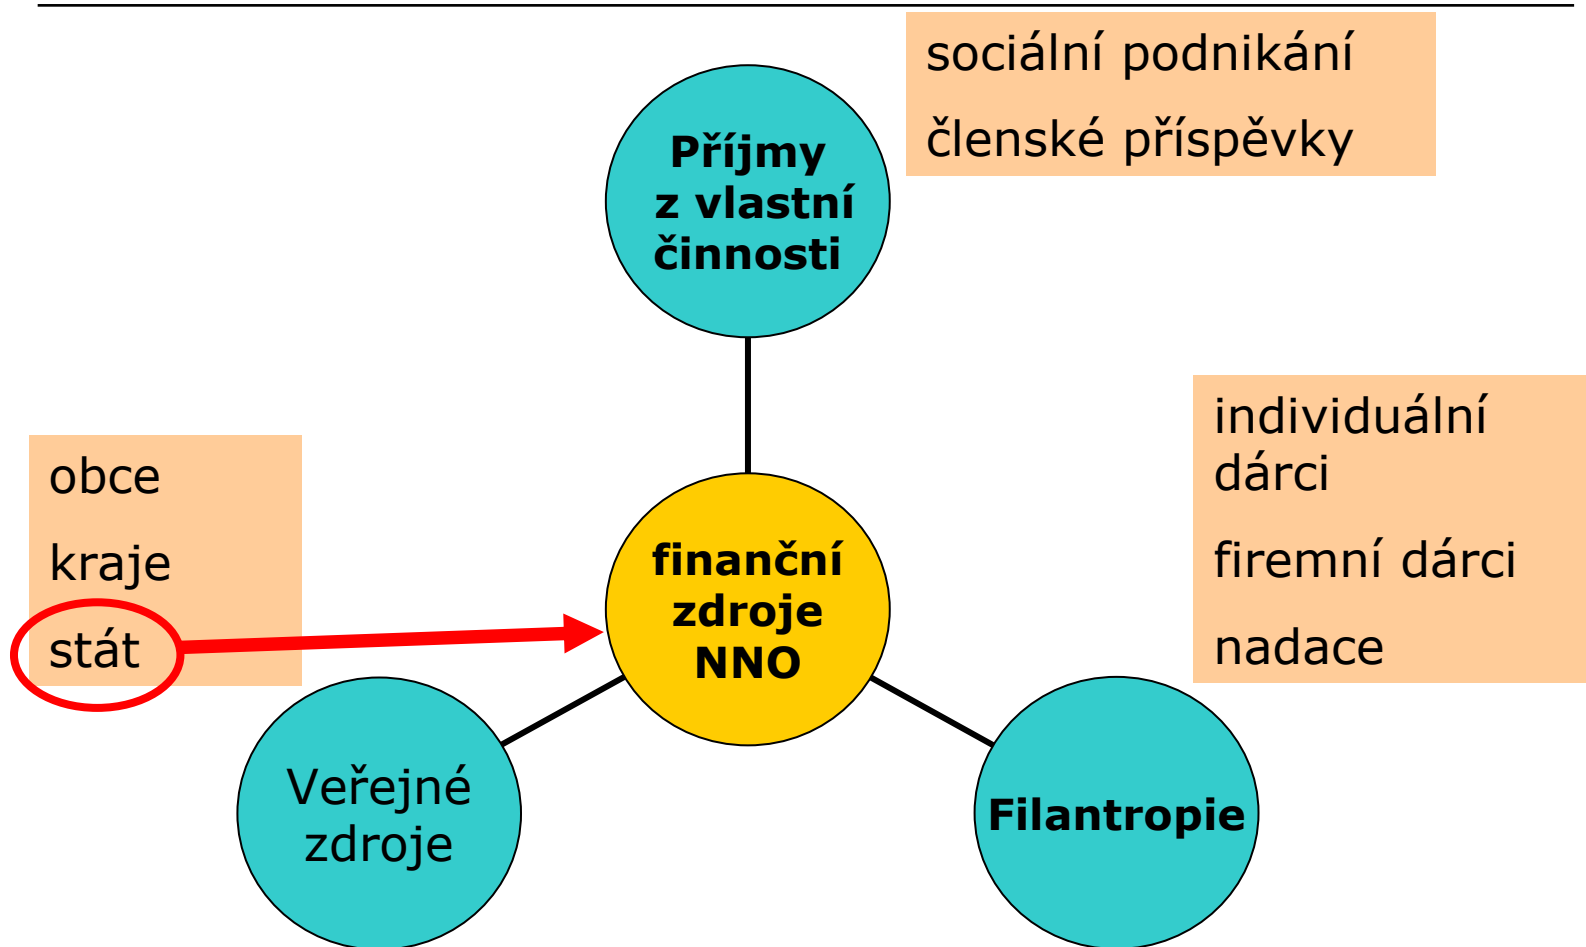 sociální podnikání
členské příspěvky
Příjmy
z vlastní
činnosti
individuální
dárci
firemní dárci
nadace
obce
kraje
stát
finanční
zdroje
NNO
Veřejné
zdroje
Filantropie